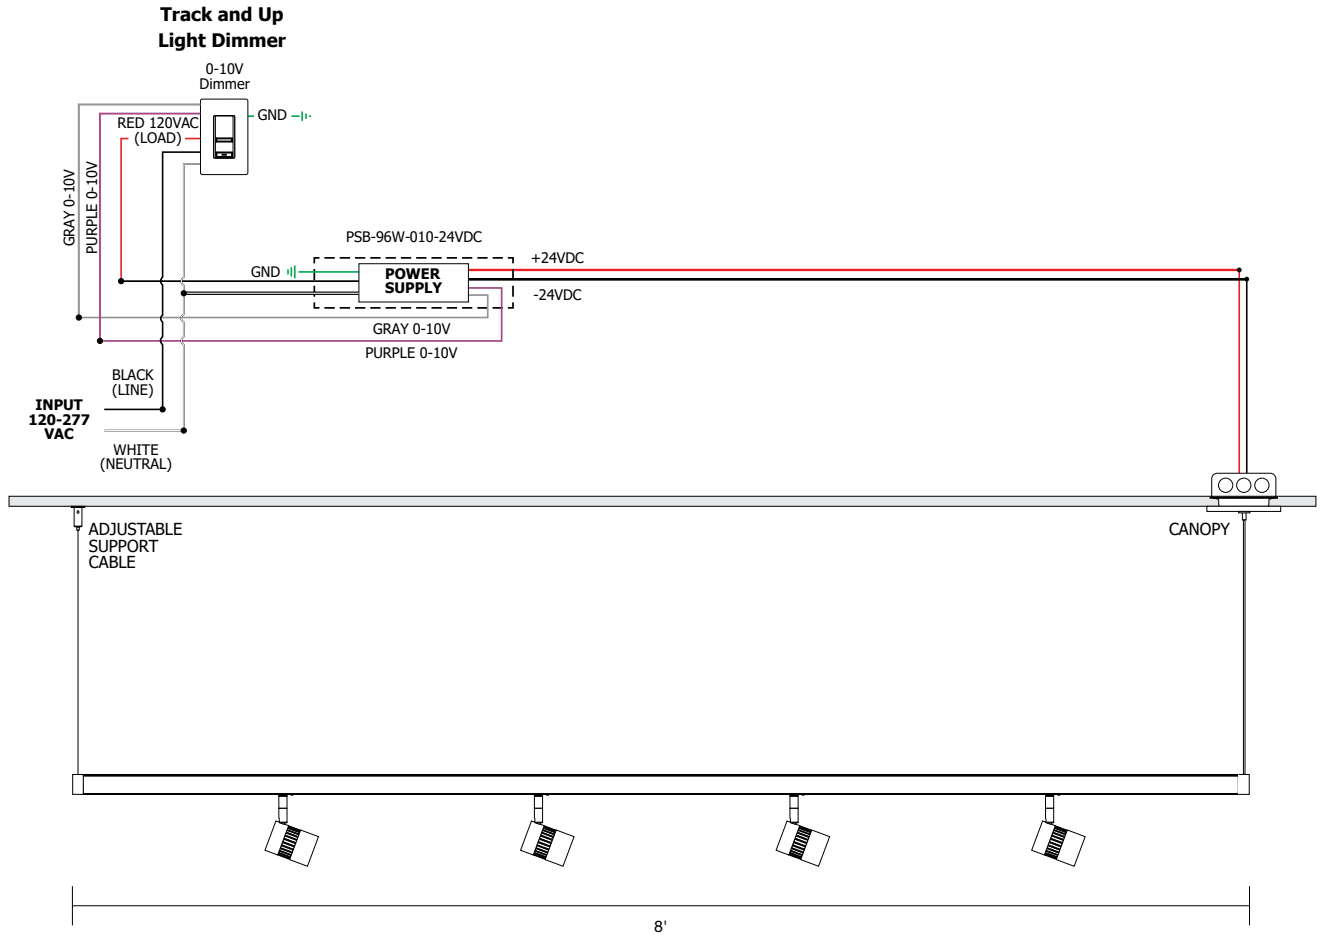 Track and Up
Light Dimmer
0-10V
Dimmer
GND
RED 120VAC
(LOAD)
GRAY 0-10V
PURPLE 0-10V
PSB-96W-010-24VDC
+24VDC
GND
POWER
SUPPLY
-24VDC
GRAY 0-10V
PURPLE 0-10V
BLACK
(LINE)
INPUT
120-277
VAC
WHITE
(NEUTRAL)
ADJUSTABLE
SUPPORT
CABLE
CANOPY
8'